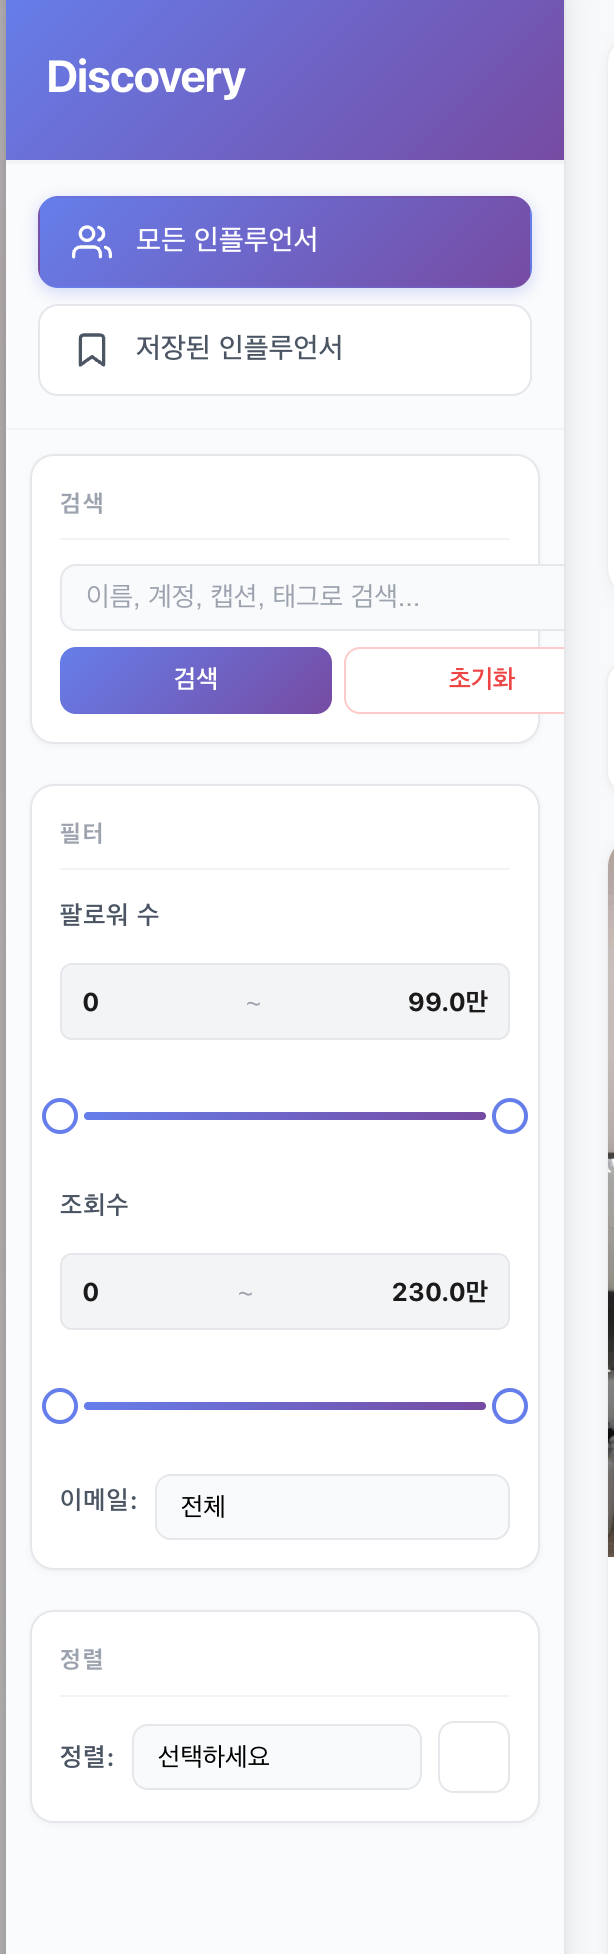 Discovery
모든 인플루언서
저장된 인플루언서
검색
이름, 계정, 캡션, 태그로 검색...
검색 초기화
필터
팔로워 수
0 ~ 99.0만
조회수
0 ~ 230.0만
이메일: 전체
정렬
정렬: 선택하세요